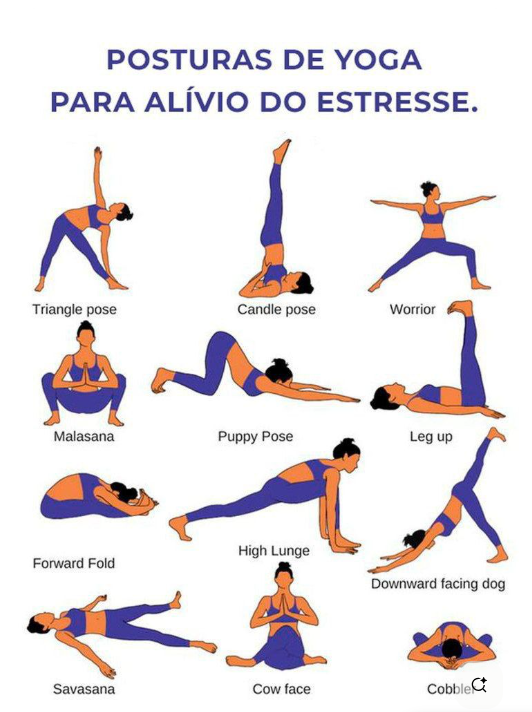 POSTURAS DE YOGA
PARA ALÍVIO DO ESTRESSE.
Triangle pose
Candle pose
Worrior
Malasana
Puppy Pose
Leg up
Forward Fold
High Lunge
Downward facing dog
Savasana
Cow face
Cobbler